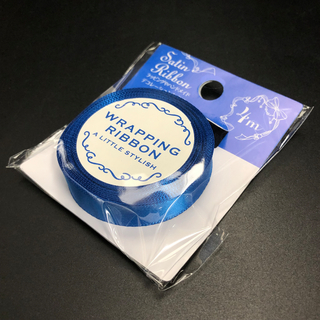 Satin
Ribbon
4m
WRAPPING
RIBBON
A LITTLE STYLISH